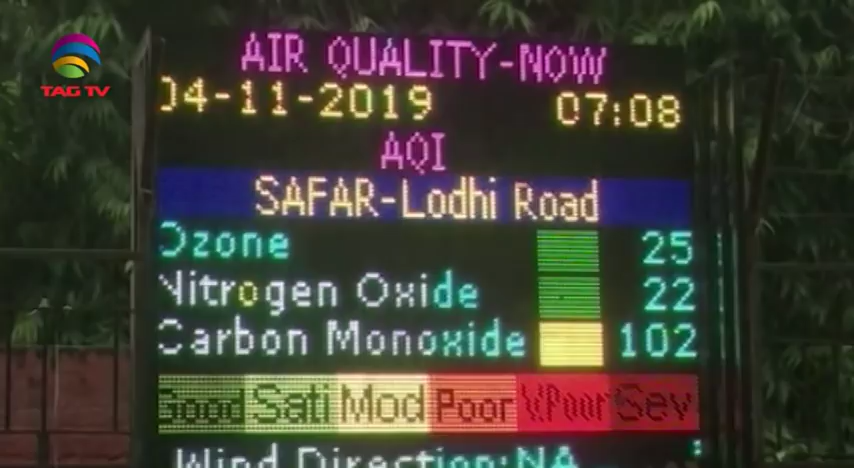 TAG TV
AIR QUALITY-NOW
04-11-2019 07:08
AQI
SAFAR-Lodhi Road
Ozone 25
Nitrogen Oxide 22
Carbon Monoxide 102
Good Sati Mod Poor V.Poor Sev
Wind Direction:NA